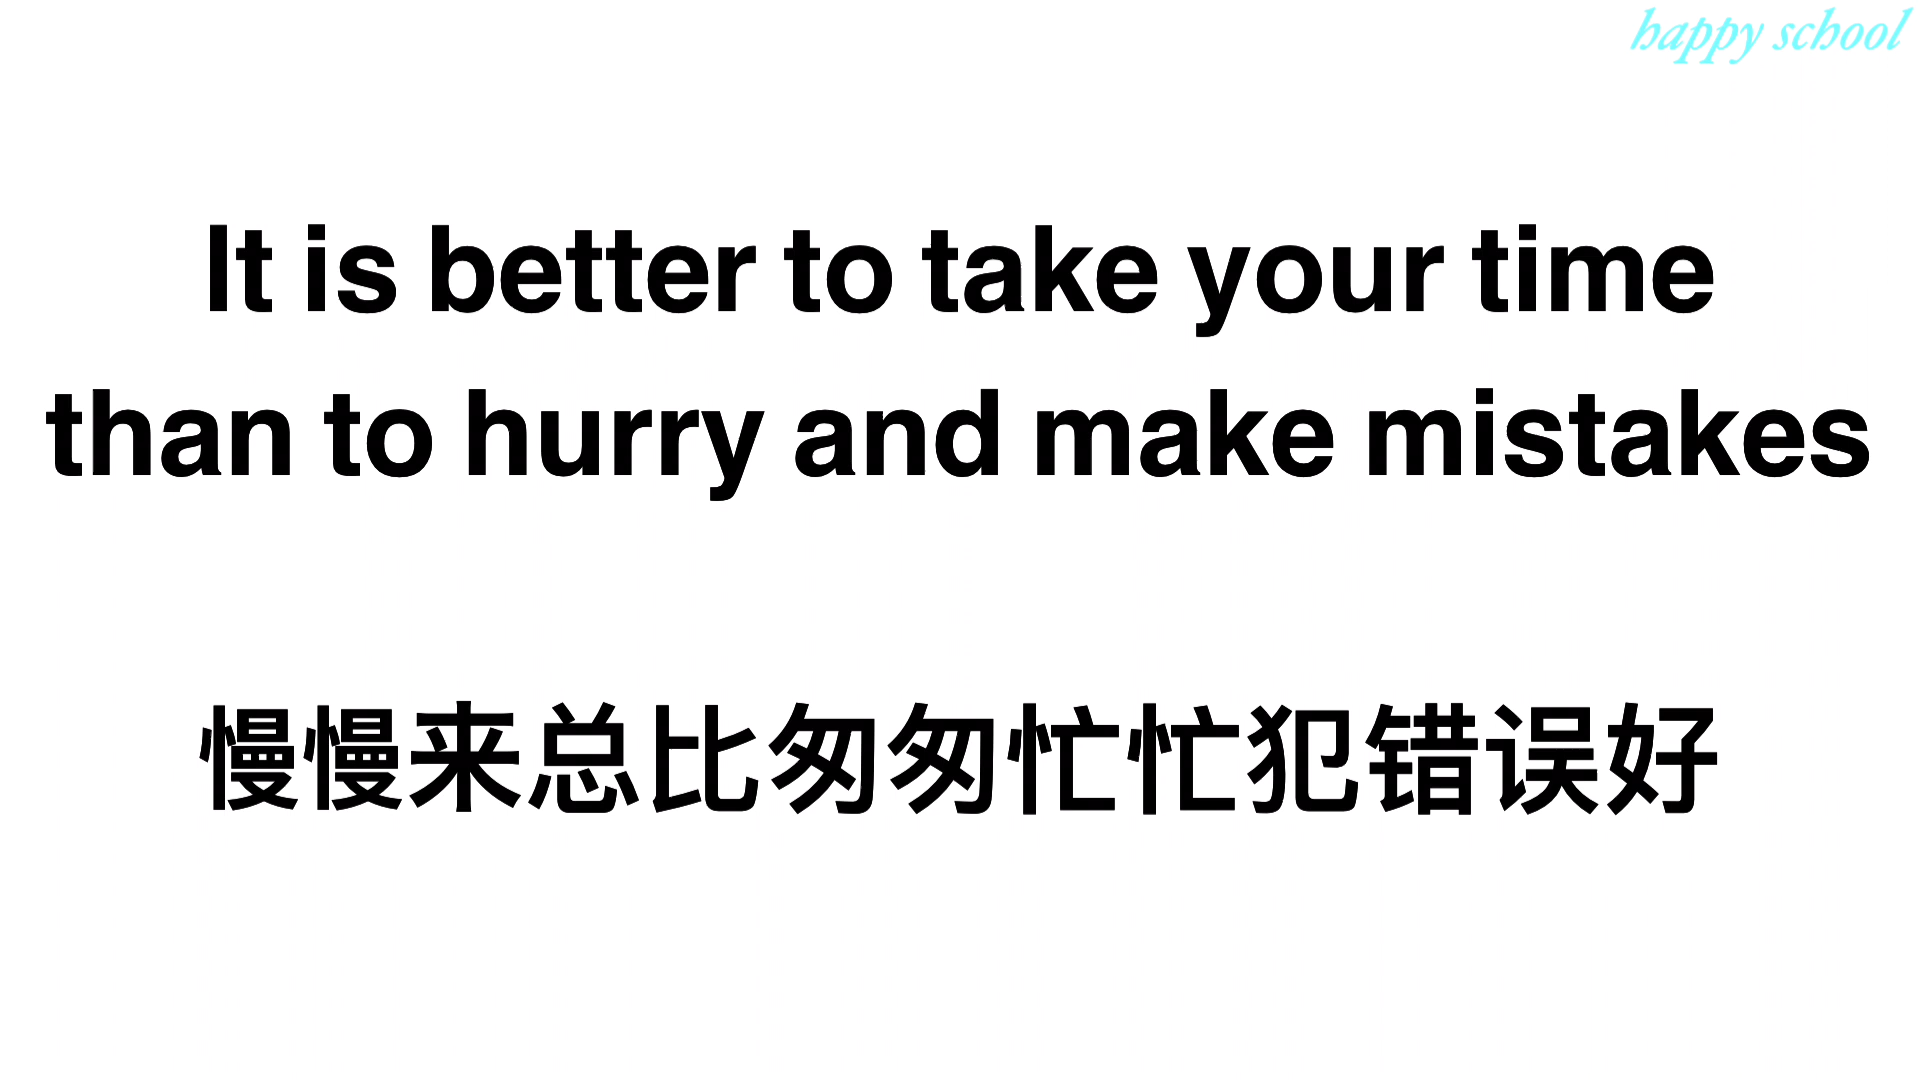 happy school
It is better to take your time
than to hurry and make mistakes
慢慢来总比匆匆忙忙犯错误好